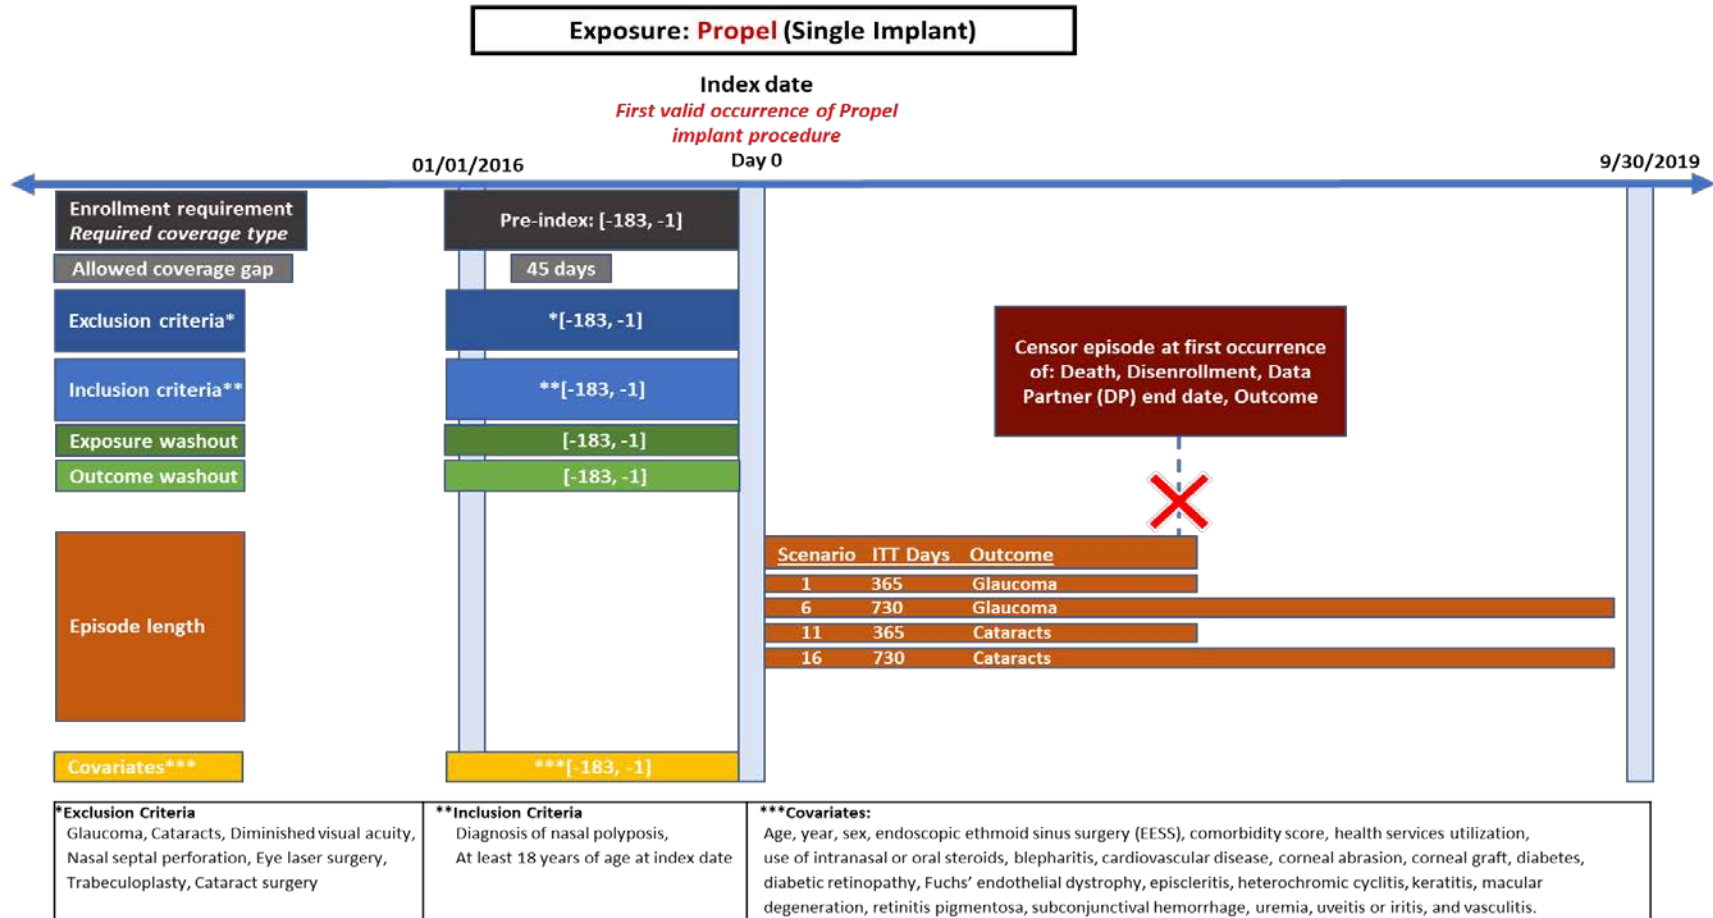 Exposure: Propel (Single Implant)
Index date
First valid occurrence of Propel
implant procedure
01/01/2016
Day 0
9/30/2019
Enrollment requirement
Required coverage type
Pre-index: [-183, -1]
Allowed coverage gap
45 days
Exclusion criteria*
*[-183, -1]
Inclusion criteria**
**[-183, -1]
Exposure washout
[-183, -1]
Outcome washout
[-183, -1]
Censor episode at first occurrence
of: Death, Disenrollment, Data
Partner (DP) end date, Outcome
Episode length
Scenario ITT Days Outcome
1 365 Glaucoma
6 730 Glaucoma
11 365 Cataracts
16 730 Cataracts
Covariates***
***[-183, -1]
*Exclusion Criteria
Glaucoma, Cataracts, Diminished visual acuity,
Nasal septal perforation, Eye laser surgery,
Trabeculoplasty, Cataract surgery
**Inclusion Criteria
Diagnosis of nasal polyposis,
At least 18 years of age at index date
***Covariates:
Age, year, sex, endoscopic ethmoid sinus surgery (EESS), comorbidity score, health services utilization,
use of intranasal or oral steroids, blepharitis, cardiovascular disease, corneal abrasion, corneal graft, diabetes,
diabetic retinopathy, Fuchs' endothelial dystrophy, episcleritis, heterochromic cyclitis, keratitis, macular
degeneration, retinitis pigmentosa, subconjunctival hemorrhage, uremia, uveitis or iritis, and vasculitis.